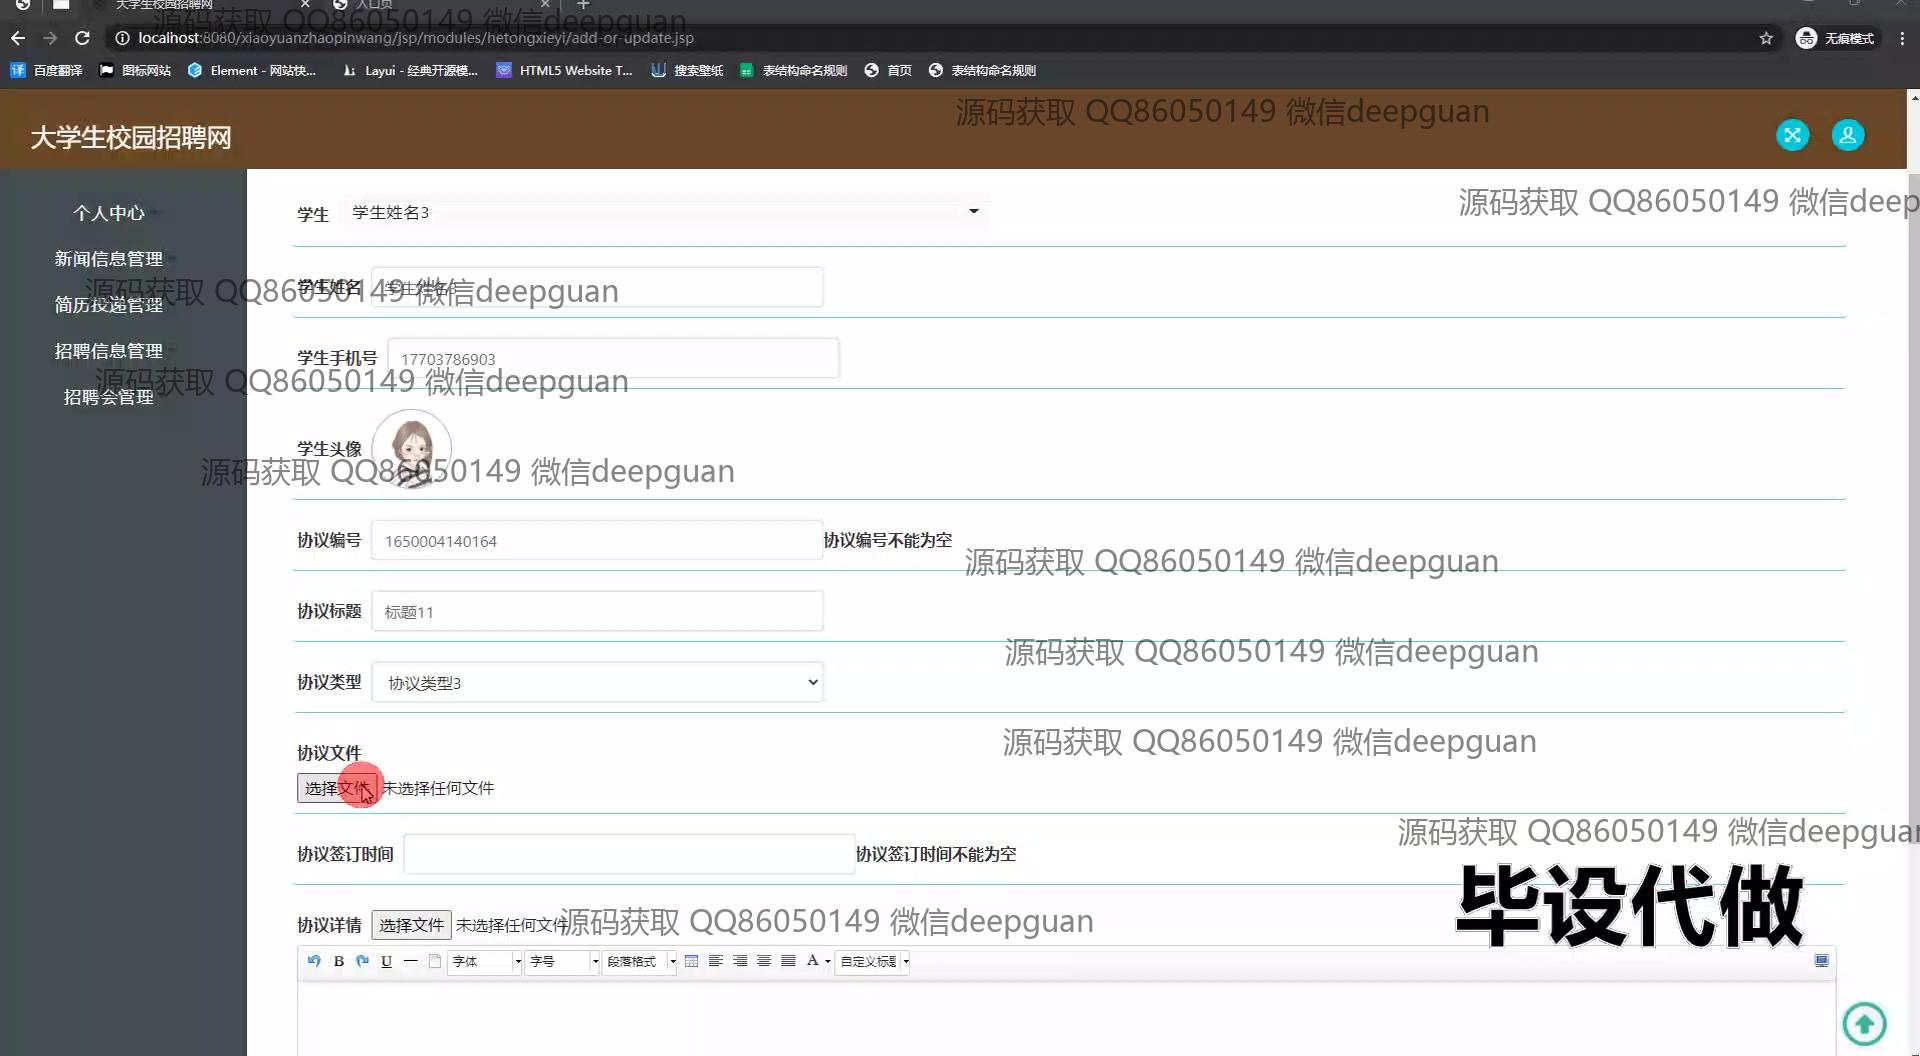 大学生校园招聘网
入口页
源码获取 QQ86050149 微信deepguan
localhost:8080/xiaoyuanzhaopinwang/jsp/modules/hetongxieyi/add-or-update.jsp
无痕模式
译 百度翻译 图标网站 Element - 网站快... Layui - 经典开源模... HTML5 Website T... 搜索壁纸 表结构命名规则 首页 表结构命名规则
源码获取 QQ86050149 微信deepguan
大学生校园招聘网
源码获取 QQ86050149 微信deep
个人中心
学生 学生姓名3
新闻信息管理
学生姓名 学生姓名3
源码获取 QQ86050149 微信deepguan
简历投递管理
招聘信息管理
学生手机号 17703786903
源码获取 QQ86050149 微信deepguan
招聘会管理
学生头像
源码获取 QQ86050149 微信deepguan
协议编号 1650004140164 协议编号不能为空
源码获取 QQ86050149 微信deepguan
协议标题 标题11
源码获取 QQ86050149 微信deepguan
协议类型 协议类型3
源码获取 QQ86050149 微信deepguan
协议文件
选择文件 未选择任何文件
源码获取 QQ86050149 微信deepguan
协议签订时间 协议签订时间不能为空
毕设代做
协议详情 选择文件 未选择任何文件
源码获取 QQ86050149 微信deepguan
B U 字体 字号 段落格式 A 自定义标题